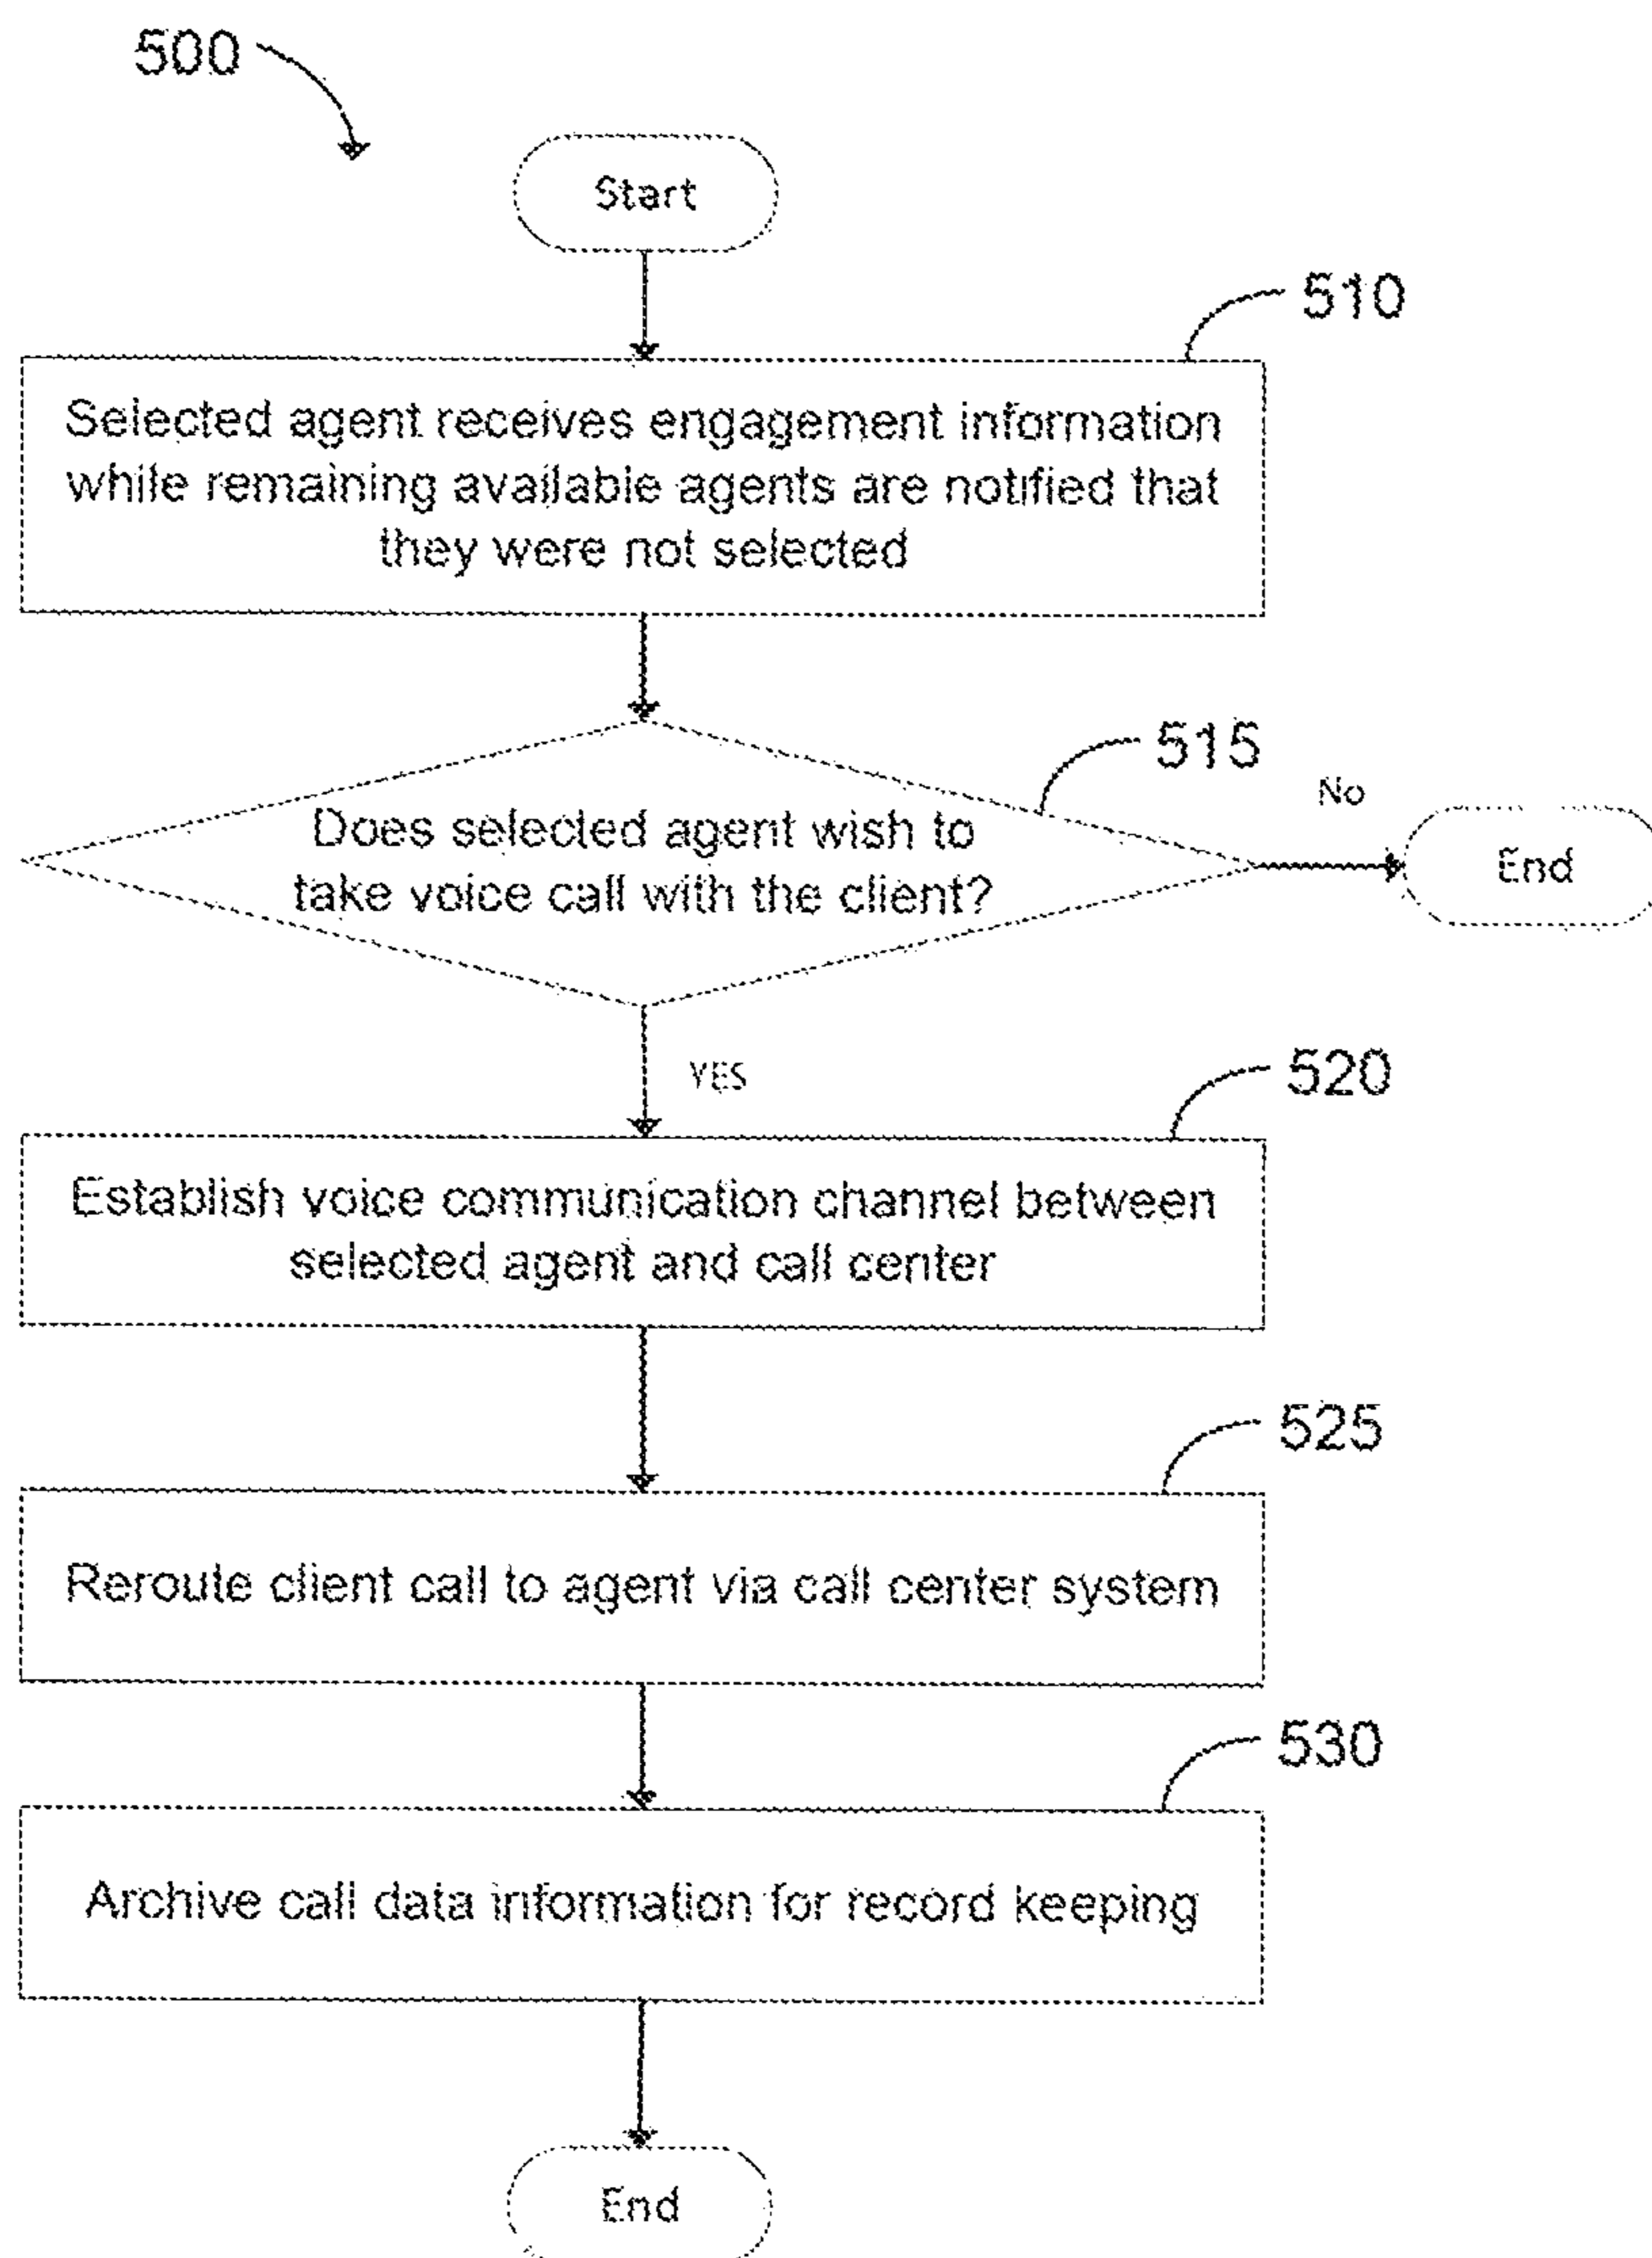 500
Start
510
Selected agent receives engagement information
while remaining available agents are notified that
they were not selected
515
Does selected agent wish to
take voice call with the client?
No
End
YES
520
Establish voice communication channel between
selected agent and call center
525
Reroute client call to agent via call center system
530
Archive call data information for record keeping
End